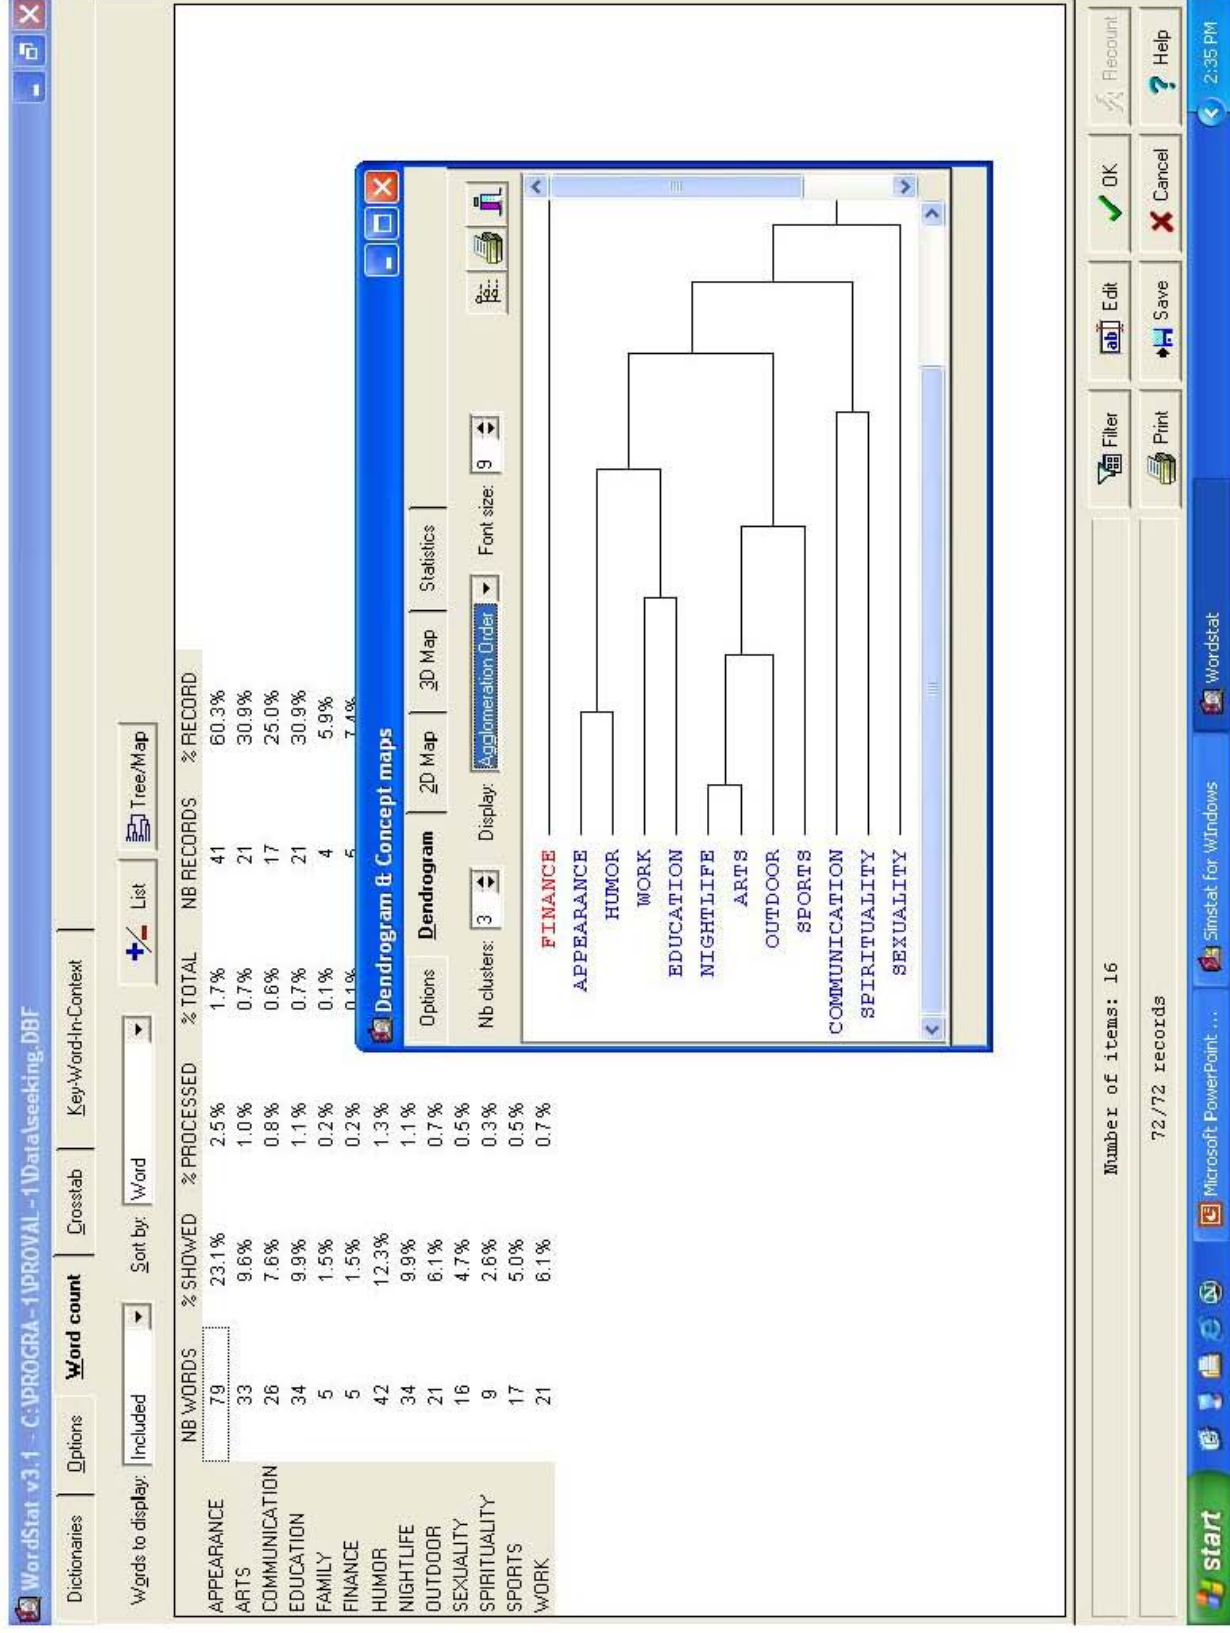 WordStat v3.1 - C:\PROGRA~1\PROVAL~1\Data\seeking.DBF
Dictionaries Options Word count Crosstab Key-Word-In-Context
Words to display: Included Sort by: Word +/- List Tree/Map
NB WORDS % SHOWED % PROCESSED % TOTAL NB RECORDS % RECORD
APPEARANCE 79 23.1% 2.5% 1.7% 41 60.3%
ARTS 33 9.6% 1.0% 0.7% 21 30.9%
COMMUNICATION 26 7.6% 0.8% 0.6% 17 25.0%
EDUCATION 34 9.9% 1.1% 0.7% 21 30.9%
FAMILY 5 1.5% 0.2% 0.1% 4 5.9%
FINANCE 5 1.5% 0.2% 0.1% 5 7.4%
HUMOR 42 12.3% 1.3%
NIGHTLIFE 34 9.9% 1.1%
OUTDOOR 21 6.1% 0.7%
SEXUALITY 16 4.7% 0.5%
SPIRITUALITY 9 2.6% 0.3%
SPORTS 17 5.0% 0.5%
WORK 21 6.1% 0.7%
Dendrogram & Concept maps
Options Dendrogram 2D Map 3D Map Statistics
Nb clusters: 3 Display: Agglomeration Order Font size: 9
FINANCE
APPEARANCE
HUMOR
WORK
EDUCATION
NIGHTLIFE
ARTS
OUTDOOR
SPORTS
COMMUNICATION
SPIRITUALITY
SEXUALITY
Number of items: 16 Filter Edit OK Recount
72/72 records Print Save Cancel Help
start Microsoft PowerPoint ... Simstat for WIndows Wordstat 2:35 PM